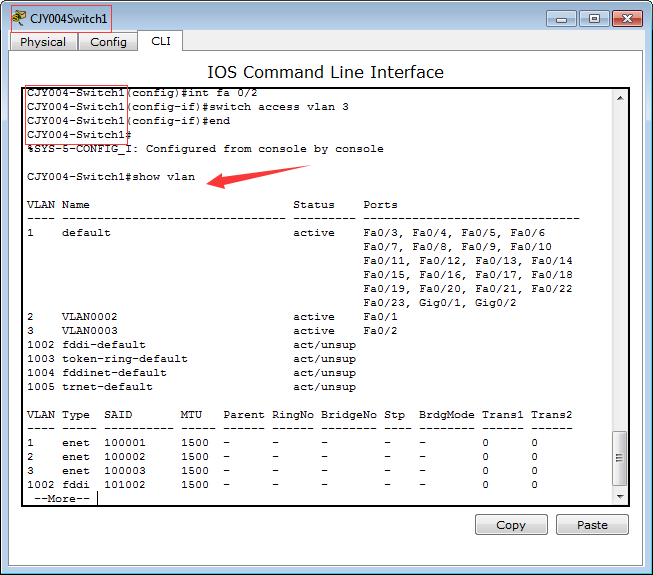 CJY004Switch1
Physical Config CLI
IOS Command Line Interface
CJY004-Switch1(config)#int fa 0/2
CJY004-Switch1(config-if)#switch access vlan 3
CJY004-Switch1(config-if)#end
CJY004-Switch1#
%SYS-5-CONFIG_I: Configured from console by console
CJY004-Switch1#show vlan
VLAN Name                             Status    Ports
---- -------------------------------- --------- -------------------------------
1    default                          active    Fa0/3, Fa0/4, Fa0/5, Fa0/6
                                                Fa0/7, Fa0/8, Fa0/9, Fa0/10
                                                Fa0/11, Fa0/12, Fa0/13, Fa0/14
                                                Fa0/15, Fa0/16, Fa0/17, Fa0/18
                                                Fa0/19, Fa0/20, Fa0/21, Fa0/22
                                                Fa0/23, Gig0/1, Gig0/2
2    VLAN0002                         active    Fa0/1
3    VLAN0003                         active    Fa0/2
1002 fddi-default                     act/unsup
1003 token-ring-default               act/unsup
1004 fddinet-default                  act/unsup
1005 trnet-default                    act/unsup
VLAN Type  SAID       MTU   Parent RingNo BridgeNo Stp  BrdgMode Trans1 Trans2
---- ----- ---------- ----- ------ ------ -------- ---- -------- ------ ------
1    enet  100001     1500  -      -      -        -    -        0      0
2    enet  100002     1500  -      -      -        -    -        0      0
3    enet  100003     1500  -      -      -        -    -        0      0
1002 fddi  101002     1500  -      -      -        -    -        0      0
--More--
Copy Paste